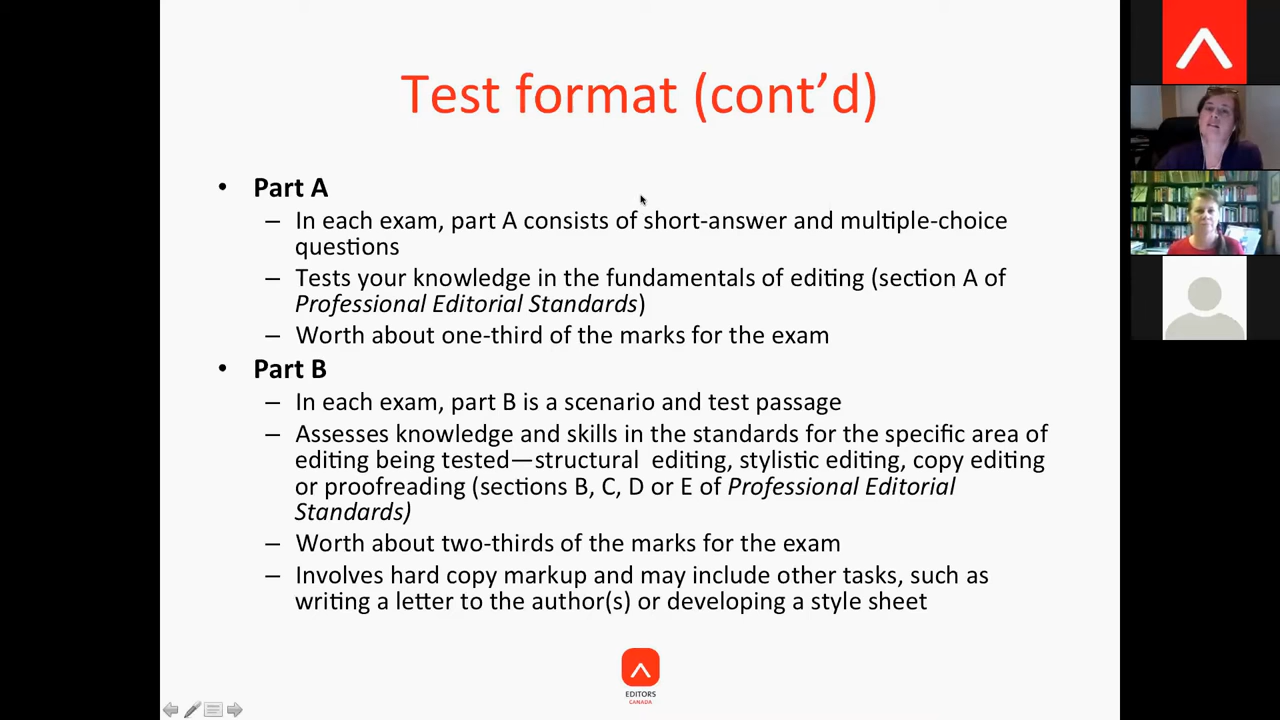 Test format (cont’d)
• Part A
– In each exam, part A consists of short-answer and multiple-choice
questions
– Tests your knowledge in the fundamentals of editing (section A of
Professional Editorial Standards)
– Worth about one-third of the marks for the exam
• Part B
– In each exam, part B is a scenario and test passage
– Assesses knowledge and skills in the standards for the specific area of
editing being tested—structural  editing, stylistic editing, copy editing
or proofreading (sections B, C, D or E of Professional Editorial
Standards)
– Worth about two-thirds of the marks for the exam
– Involves hard copy markup and may include other tasks, such as
writing a letter to the author(s) or developing a style sheet
EDITORS
CANADA